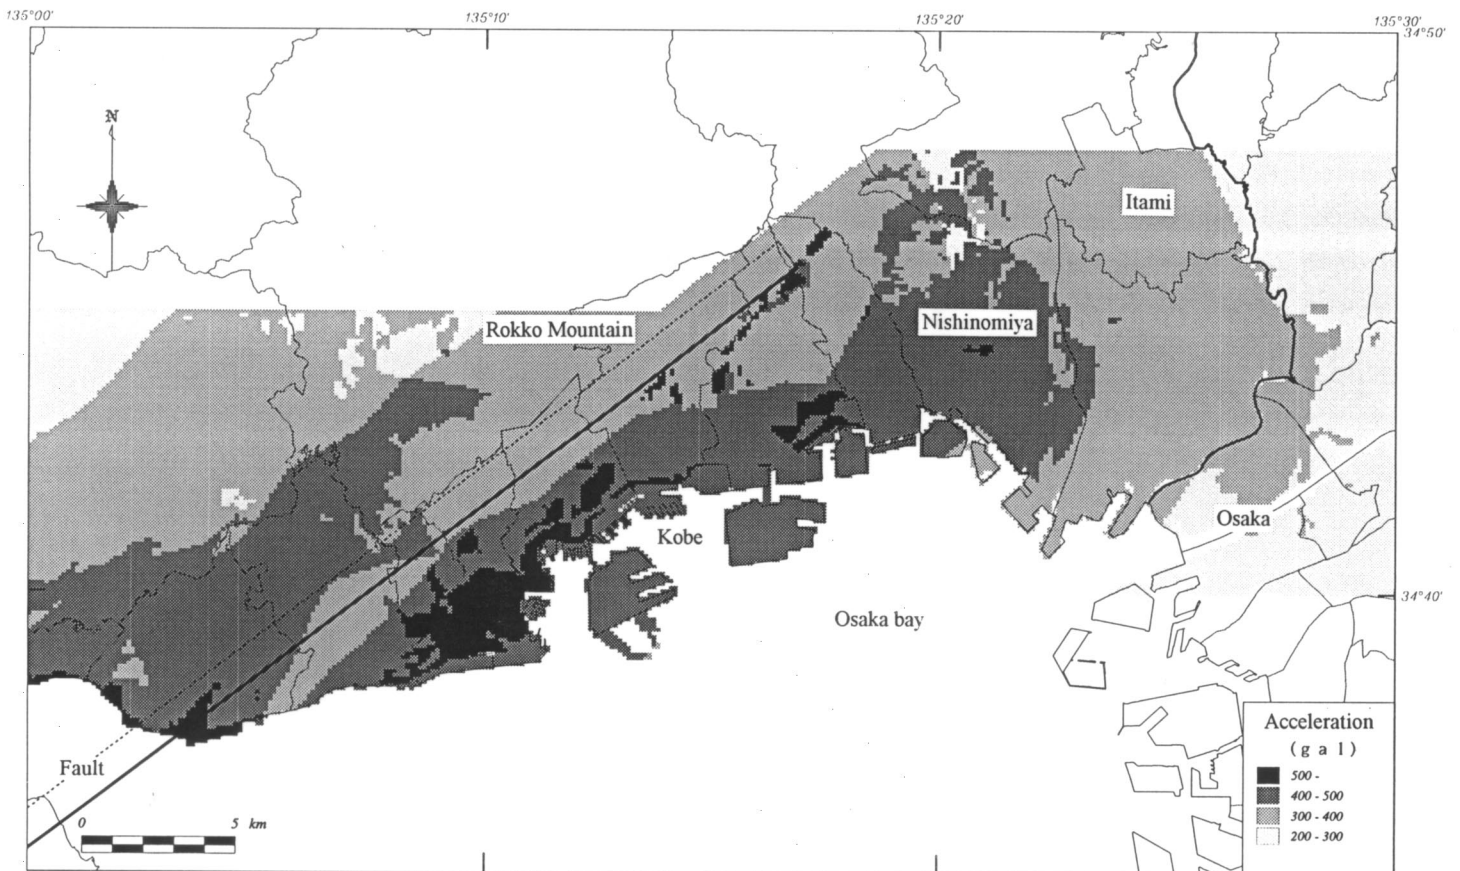 135°00'
135°10'
135°20'
135°30'
34°50'
N
Itami
Rokko Mountain
Nishinomiya
Osaka
Kobe
34°40'
Osaka bay
Fault
0 5 km
Acceleration
(gal)
500 -
400 - 500
300 - 400
200 - 300